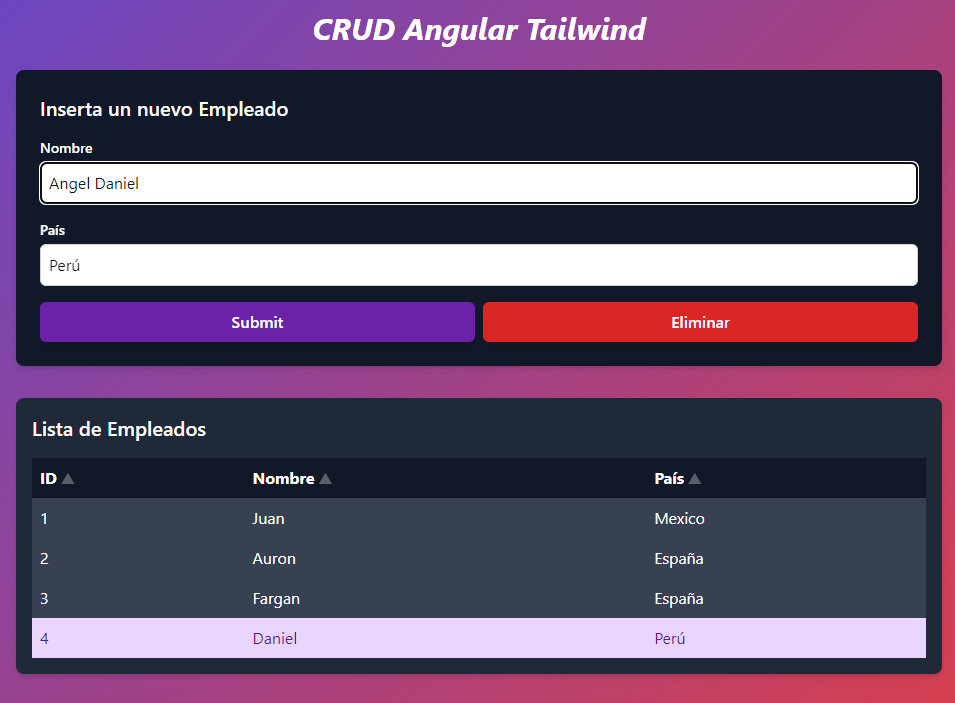 CRUD Angular Tailwind
Inserta un nuevo Empleado
Nombre
Angel Daniel
País
Perú
Submit Eliminar
Lista de Empleados
ID Nombre País
1 Juan Mexico
2 Auron España
3 Fargan España
4 Daniel Perú